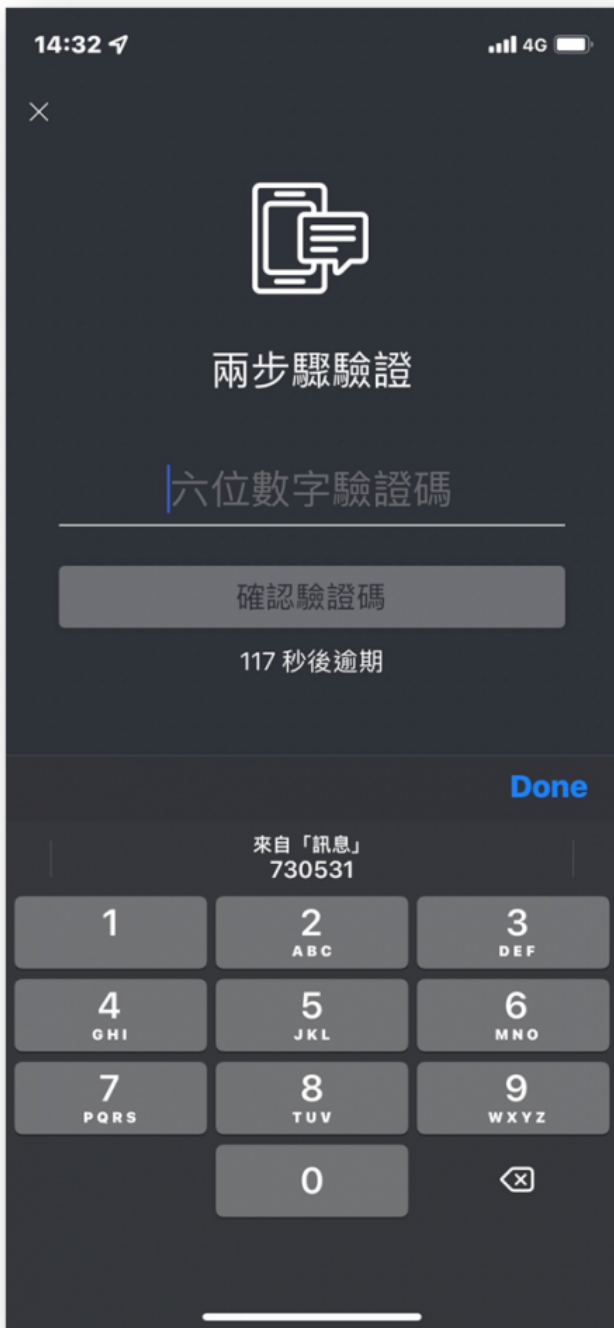 14:32
4G
兩步驟驗證
六位數字驗證碼
確認驗證碼
117 秒後逾期
Done
來自「訊息」
730531
1
2
ABC
3
DEF
4
GHI
5
JKL
6
MNO
7
PQRS
8
TUV
9
WXYZ
0